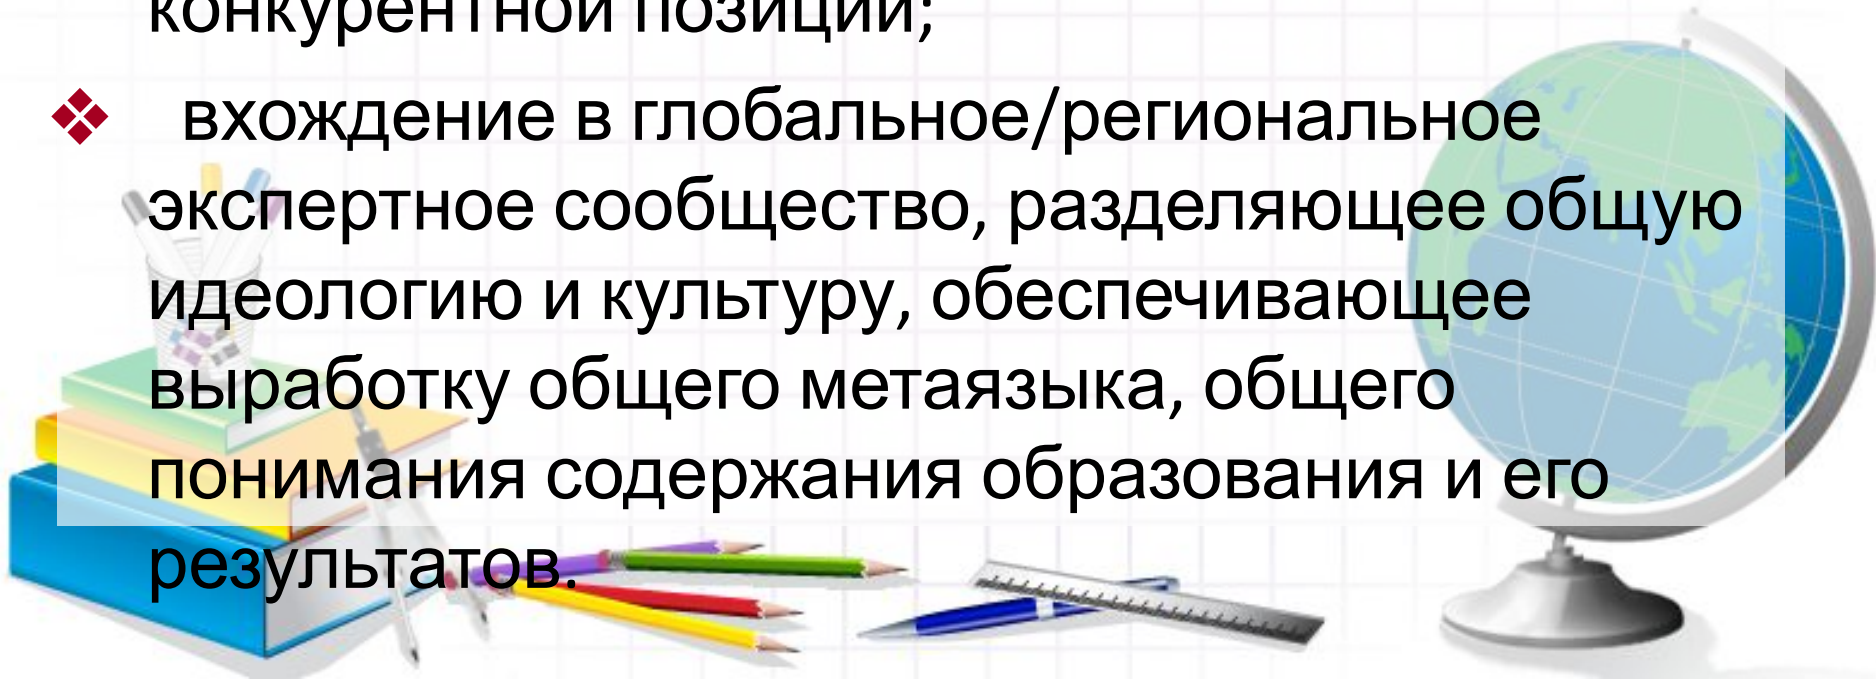 конкурентной позиции;
❖ вхождение в глобальное/региональное
экспертное сообщество, разделяющее общую
идеологию и культуру, обеспечивающее
выработку общего метаязыка, общего
понимания содержания образования и его
результатов.